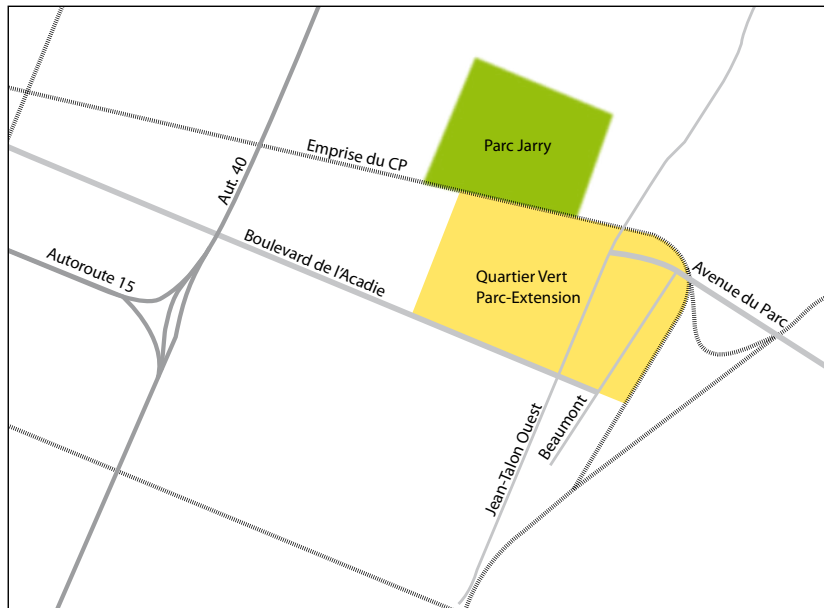 Parc Jarry
Emprise du CP
Aut. 40
Boulevard de l'Acadie
Autoroute 15
Quartier Vert
Parc-Extension
Avenue du Parc
Jean-Talon Ouest
Beaumont